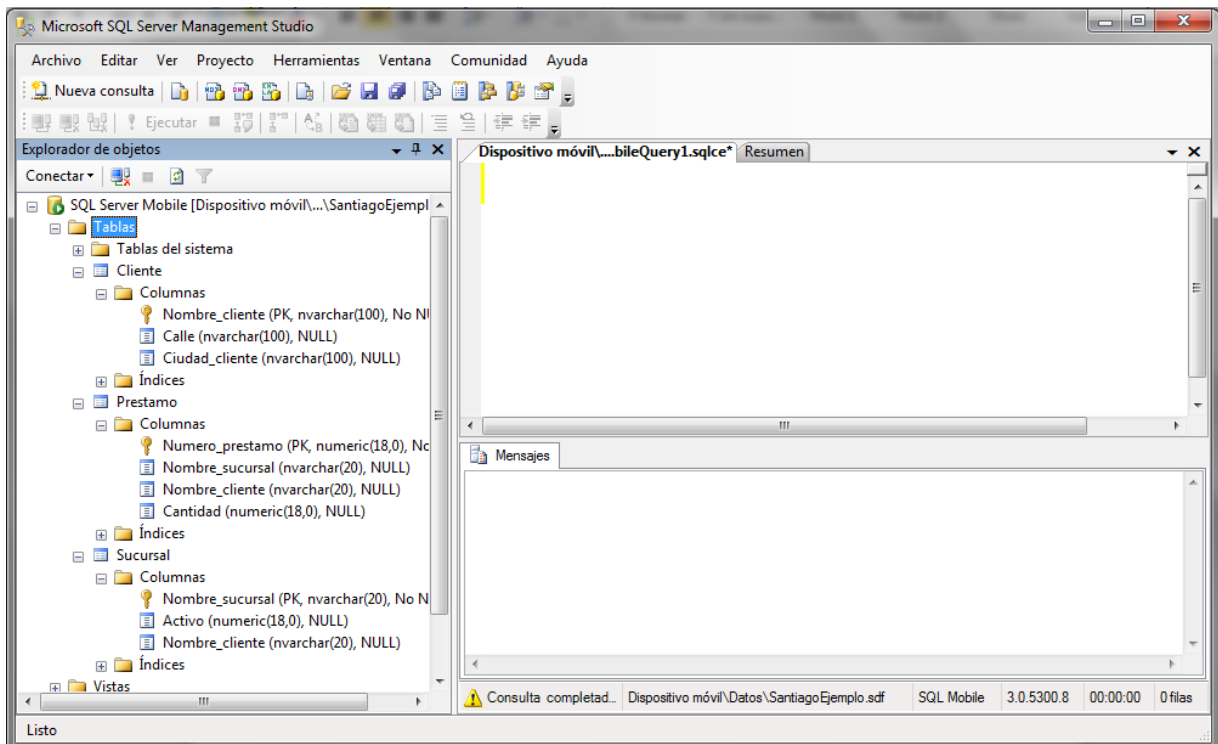 Microsoft SQL Server Management Studio
Archivo Editar Ver Proyecto Herramientas Ventana Comunidad Ayuda
Nueva consulta
Ejecutar
Explorador de objetos
Conectar
SQL Server Mobile [Dispositivo móvil\...\SantiagoEjempl
Tablas
Tablas del sistema
Cliente
Columnas
Nombre_cliente (PK, nvarchar(100), No NU
Calle (nvarchar(100), NULL)
Ciudad_cliente (nvarchar(100), NULL)
Índices
Prestamo
Columnas
Numero_prestamo (PK, numeric(18,0), No
Nombre_sucursal (nvarchar(20), NULL)
Nombre_cliente (nvarchar(20), NULL)
Cantidad (numeric(18,0), NULL)
Índices
Sucursal
Columnas
Nombre_sucursal (PK, nvarchar(20), No N
Activo (numeric(18,0), NULL)
Nombre_cliente (nvarchar(20), NULL)
Índices
Vistas
Dispositivo móvil\....bileQuery1.sqlce* Resumen
Mensajes
Consulta completad... Dispositivo móvil\Datos\SantiagoEjemplo.sdf SQL Mobile 3.0.5300.8 00:00:00 0 filas
Listo